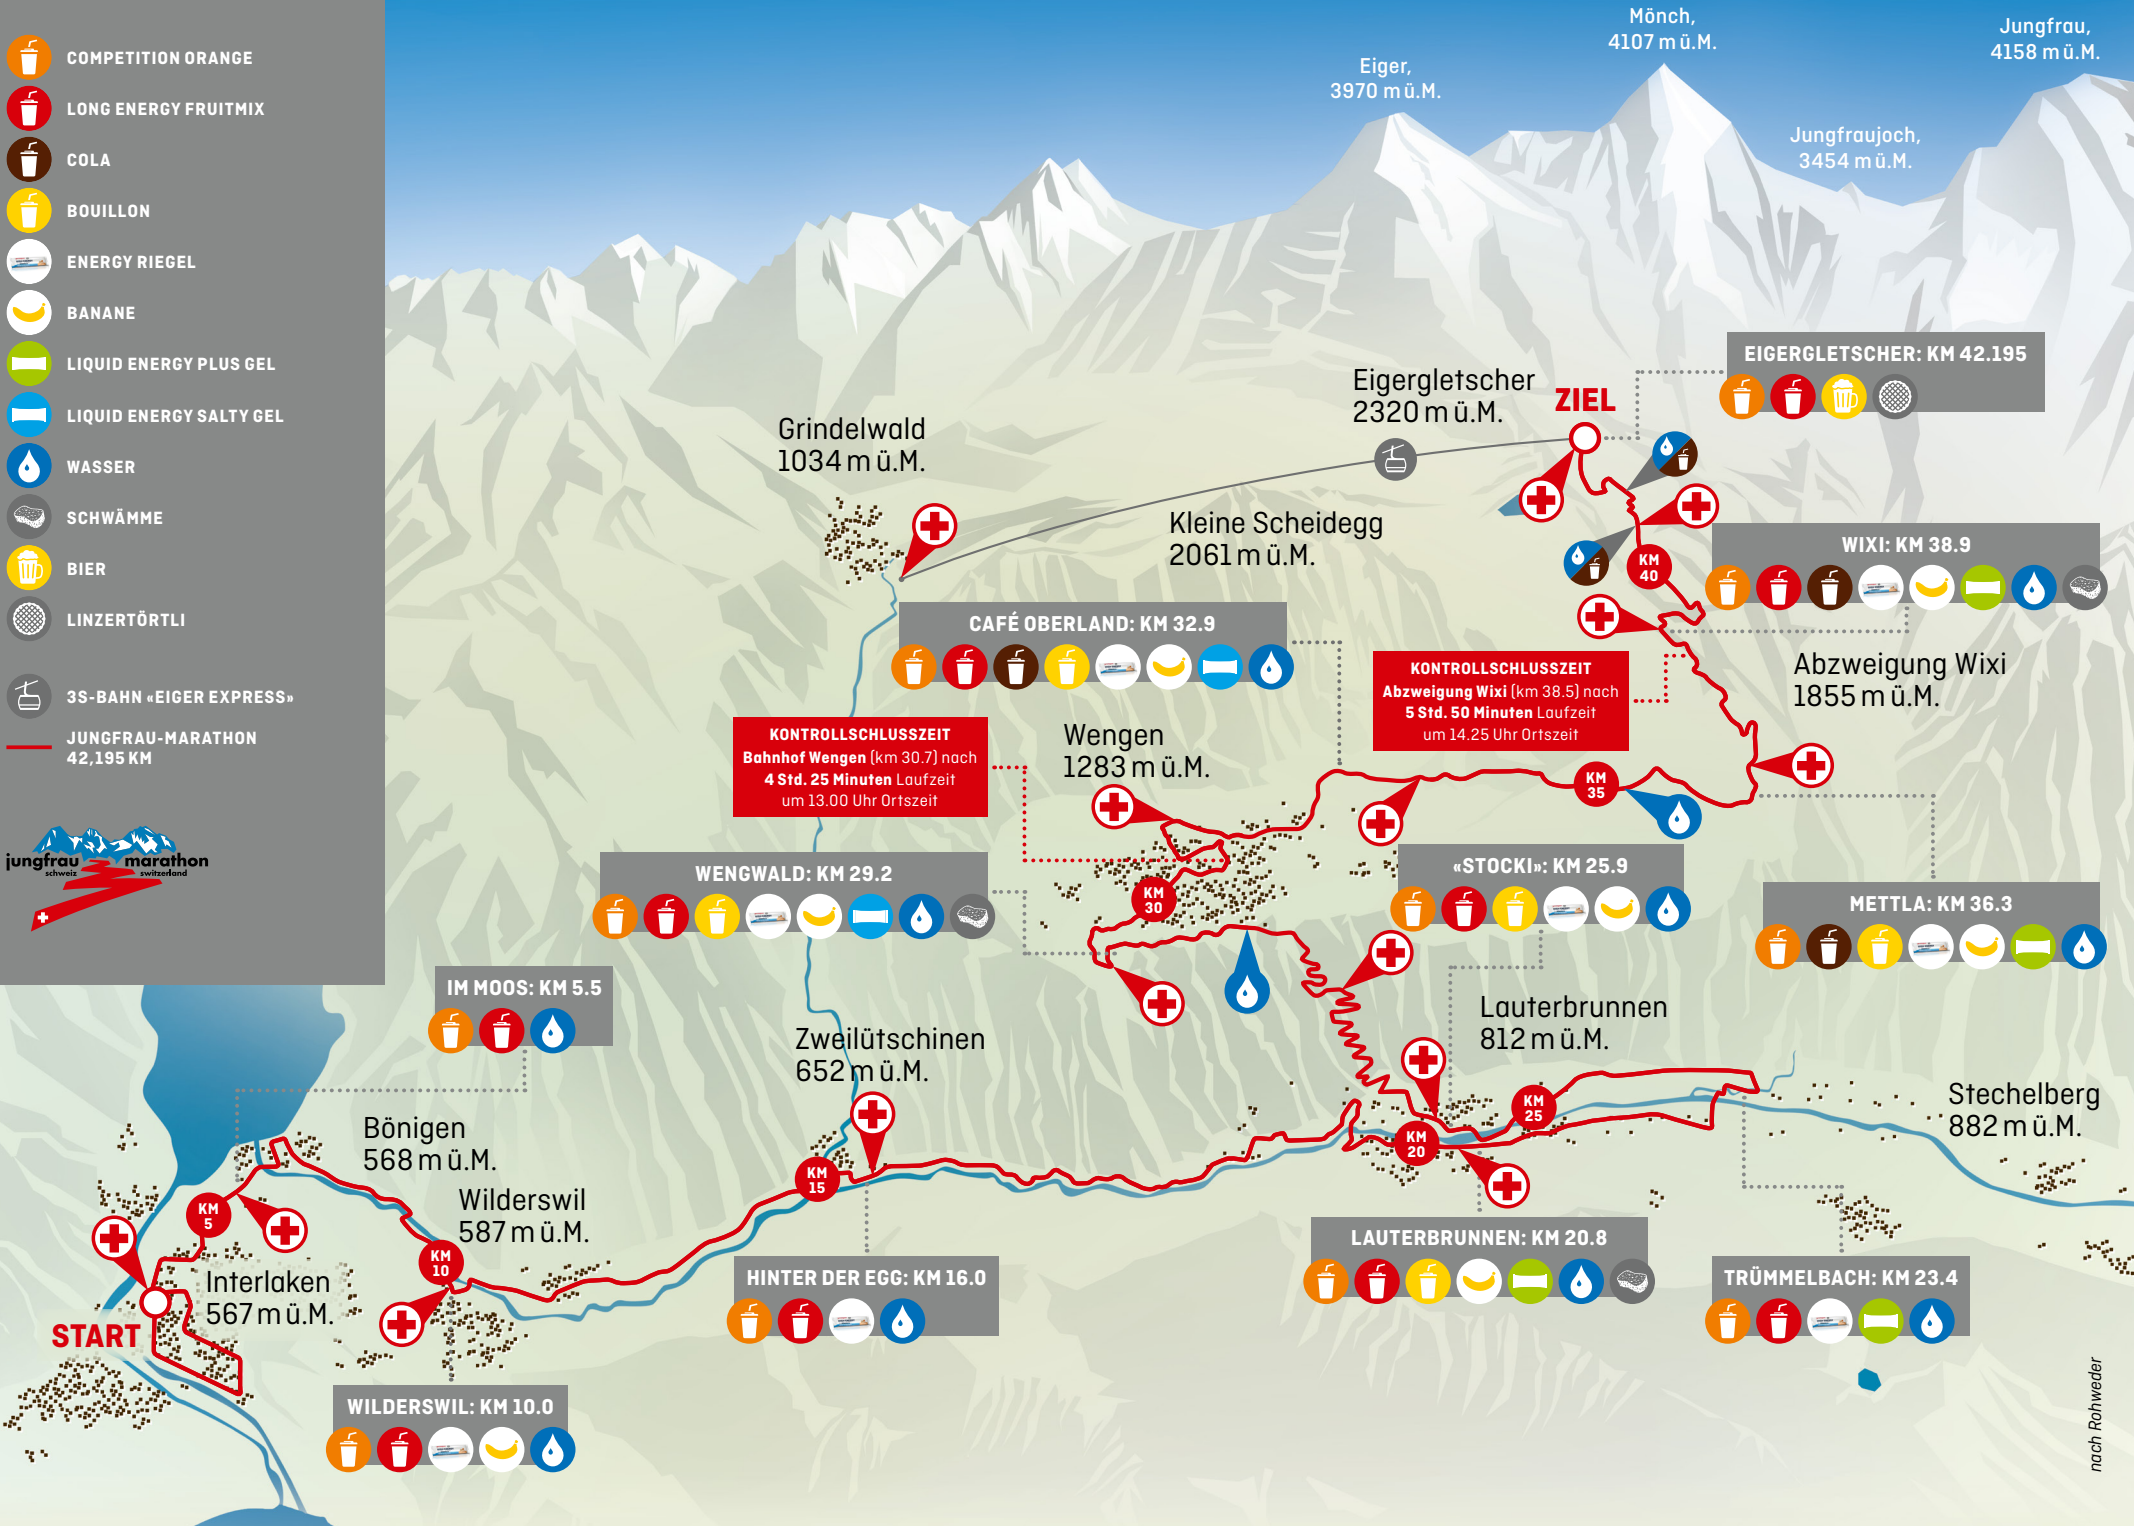 COMPETITION ORANGE
LONG ENERGY FRUITMIX
COLA
BOUILLON
ENERGY RIEGEL
BANANE
LIQUID ENERGY PLUS GEL
LIQUID ENERGY SALTY GEL
WASSER
SCHWÄMME
BIER
LINZERTÖRTLI
3S-BAHN «EIGER EXPRESS»
JUNGFRAU-MARATHON
42,195 KM
jungfrau marathon
schweiz switzerland
Mönch,
4107 m ü.M.
Jungfrau,
4158 m ü.M.
Eiger,
3970 m ü.M.
Jungfraujoch,
3454 m ü.M.
EIGERGLETSCHER: KM 42.195
Eigergletscher
2320 m ü.M.
ZIEL
Grindelwald
1034 m ü.M.
Kleine Scheidegg
2061 m ü.M.
WIXI: KM 38.9
KM
40
CAFÉ OBERLAND: KM 32.9
KONTROLLSCHLUSSZEIT
Abzweigung Wixi (km 38.5) nach
5 Std. 50 Minuten Laufzeit
um 14.25 Uhr Ortszeit
Abzweigung Wixi
1855 m ü.M.
KONTROLLSCHLUSSZEIT
Bahnhof Wengen (km 30.7) nach
4 Std. 25 Minuten Laufzeit
um 13.00 Uhr Ortszeit
Wengen
1283 m ü.M.
KM
35
WENGWALD: KM 29.2
KM
30
«STOCKI»: KM 25.9
METTLA: KM 36.3
IM MOOS: KM 5.5
Zweilütschinen
652 m ü.M.
Lauterbrunnen
812 m ü.M.
Stechelberg
882 m ü.M.
KM
25
KM
20
Bönigen
568 m ü.M.
KM
15
Wilderswil
587 m ü.M.
KM
5
KM
10
Interlaken
567 m ü.M.
START
HINTER DER EGG: KM 16.0
LAUTERBRUNNEN: KM 20.8
TRÜMMELBACH: KM 23.4
WILDERSWIL: KM 10.0
nach Rohweder